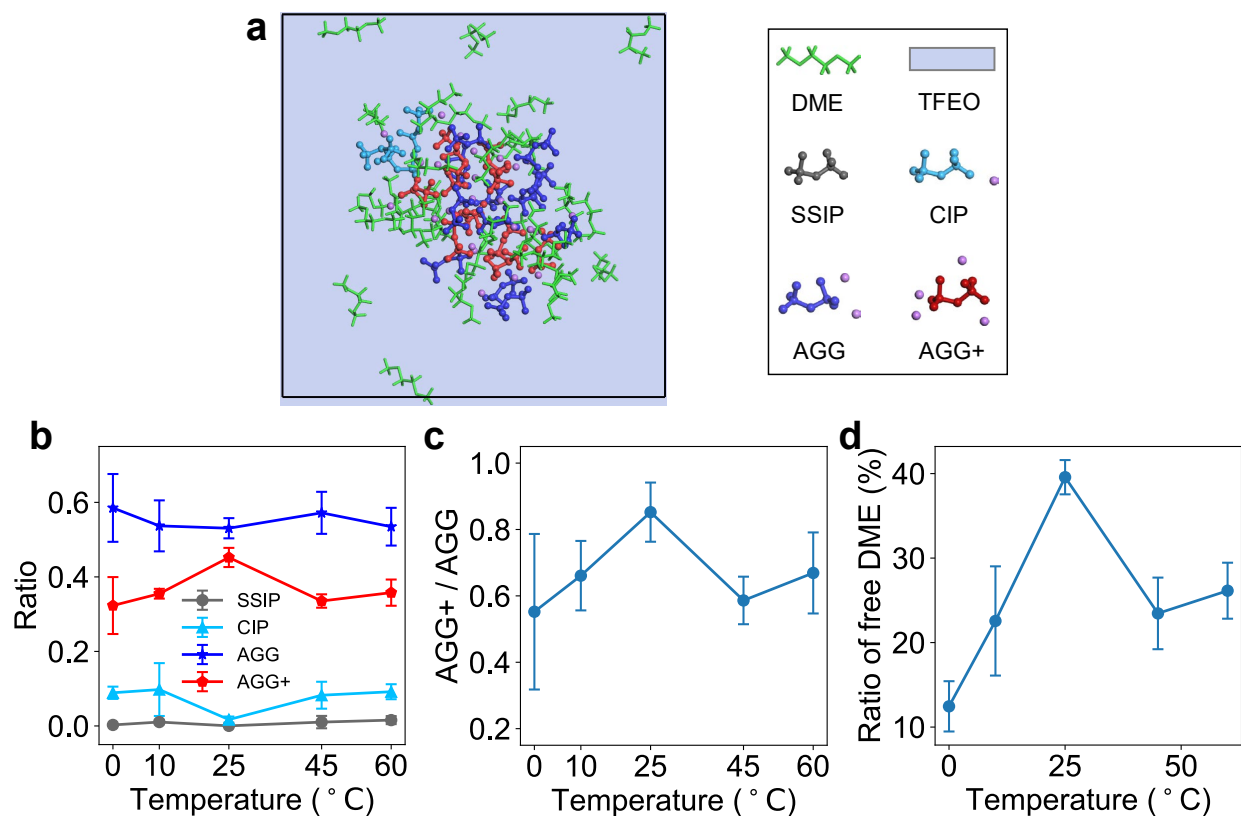 a
DME TFEO
SSIP CIP
AGG AGG+
b
Ratio
0.6
0.4
0.2
0.0
SSIP
CIP
AGG
AGG+
0 10 25 45 60
Temperature (°C)
c
AGG+ / AGG
1.0
0.8
0.6
0.4
0.2
0 10 25 45 60
Temperature (°C)
d
Ratio of free DME (%)
40
30
20
10
0 25 50
Temperature (°C)